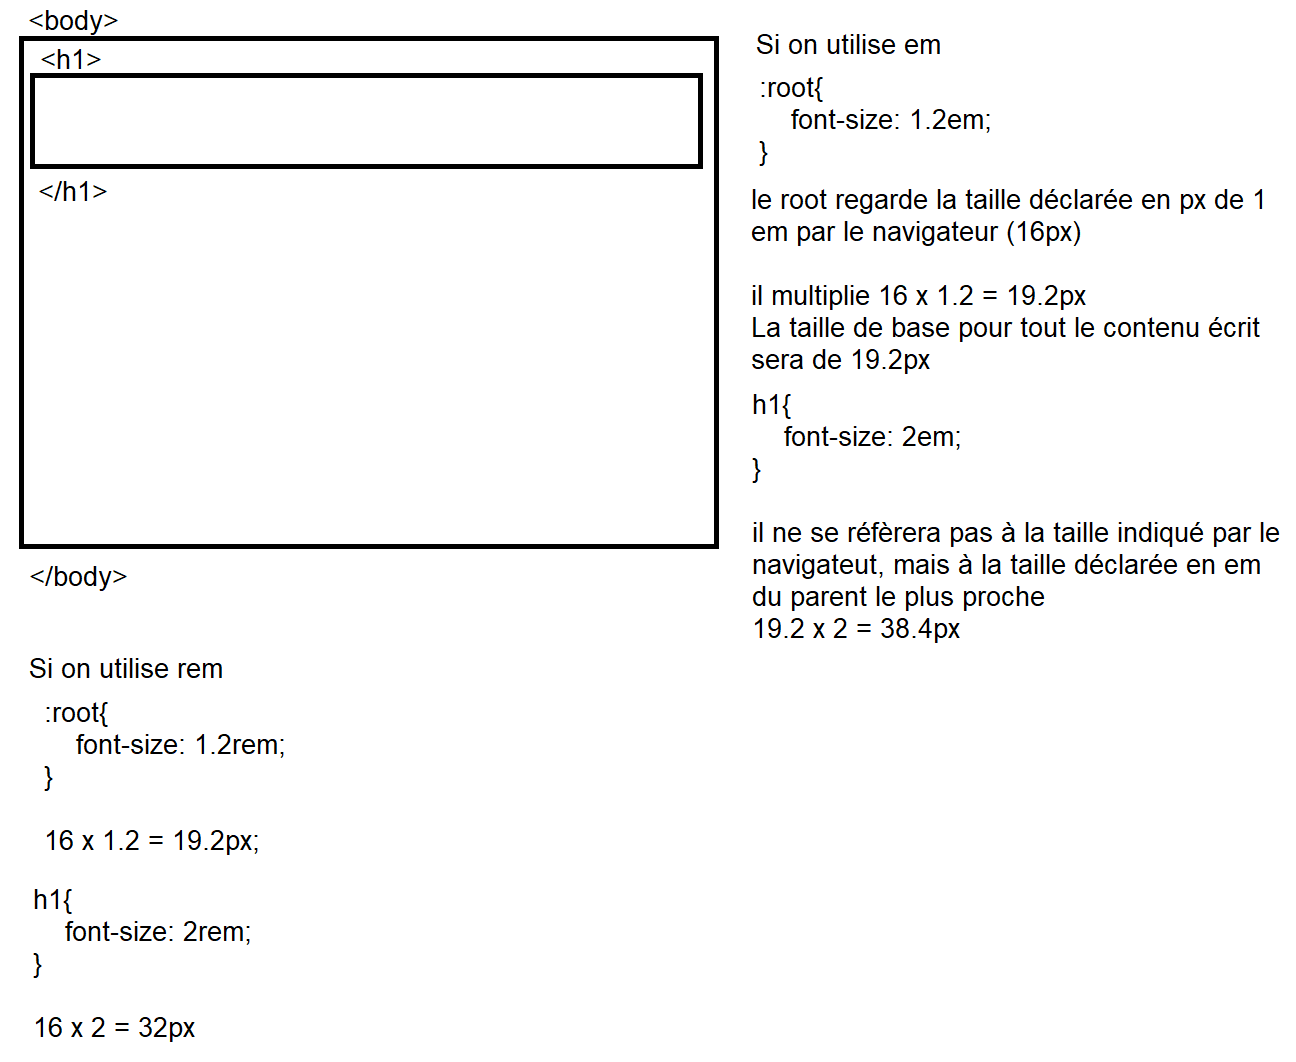 <body>
<h1>
</h1>
</body>
Si on utilise em
:root{
font-size: 1.2em;
}
le root regarde la taille déclarée en px de 1
em par le navigateur (16px)
il multiplie 16 x 1.2 = 19.2px
La taille de base pour tout le contenu écrit
sera de 19.2px
h1{
font-size: 2em;
}
il ne se réfèrera pas à la taille indiqué par le
navigateut, mais à la taille déclarée en em
du parent le plus proche
19.2 x 2 = 38.4px
Si on utilise rem
:root{
font-size: 1.2rem;
}
16 x 1.2 = 19.2px;
h1{
font-size: 2rem;
}
16 x 2 = 32px